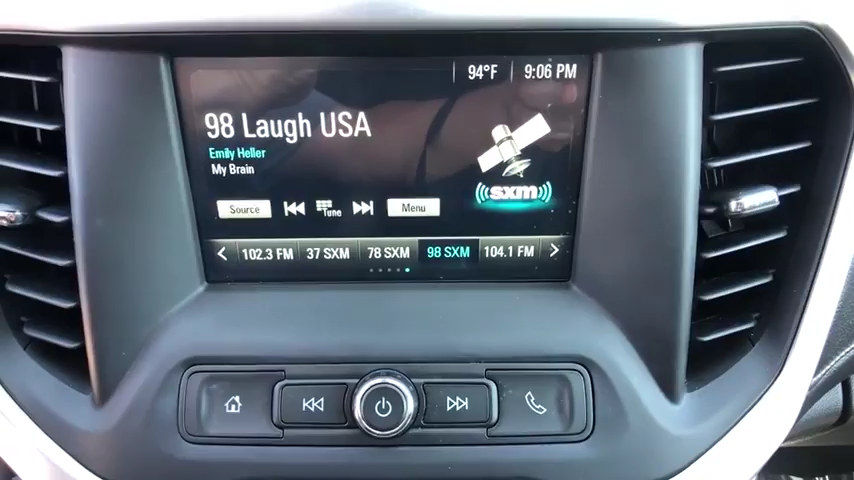 94°F 9:06 PM
98 Laugh USA
Emily Heller
My Brain
sxm
Source Tune Menu
102.3 FM 37 SXM 78 SXM 98 SXM 104.1 FM